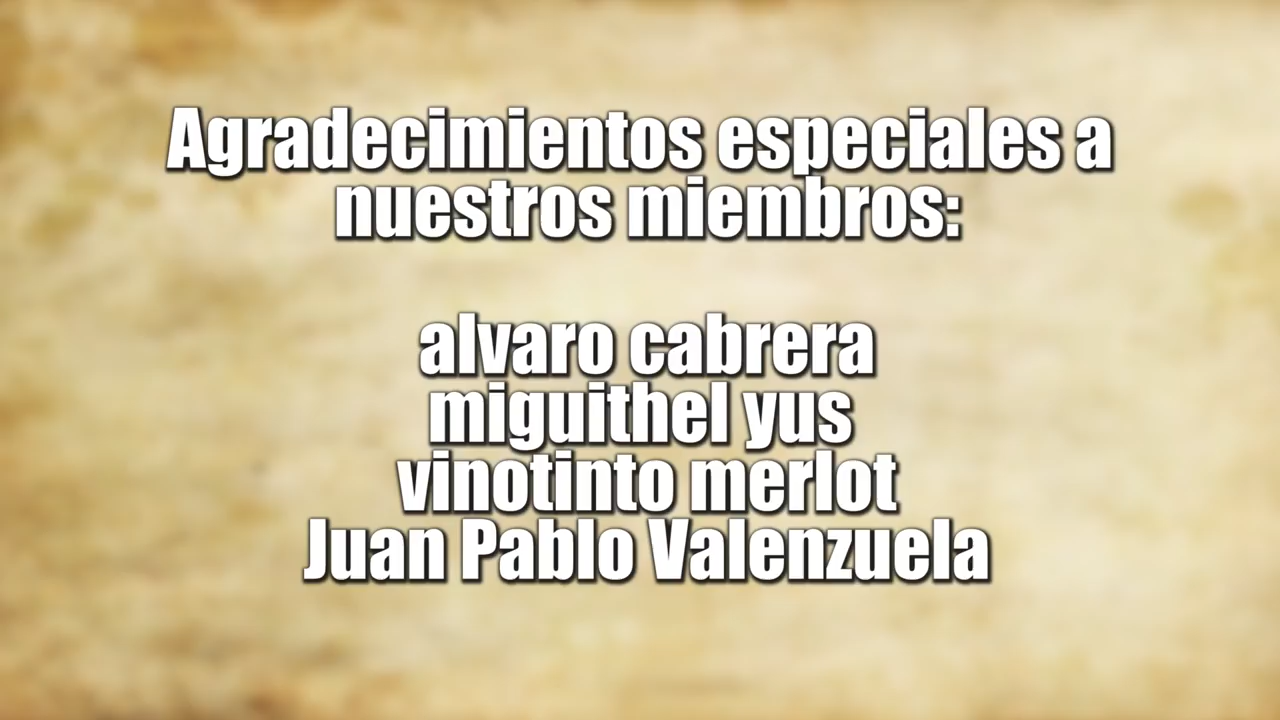 Agradecimientos especiales a
nuestros miembros:
alvaro cabrera
miguithel yus
vinotinto merlot
Juan Pablo Valenzuela